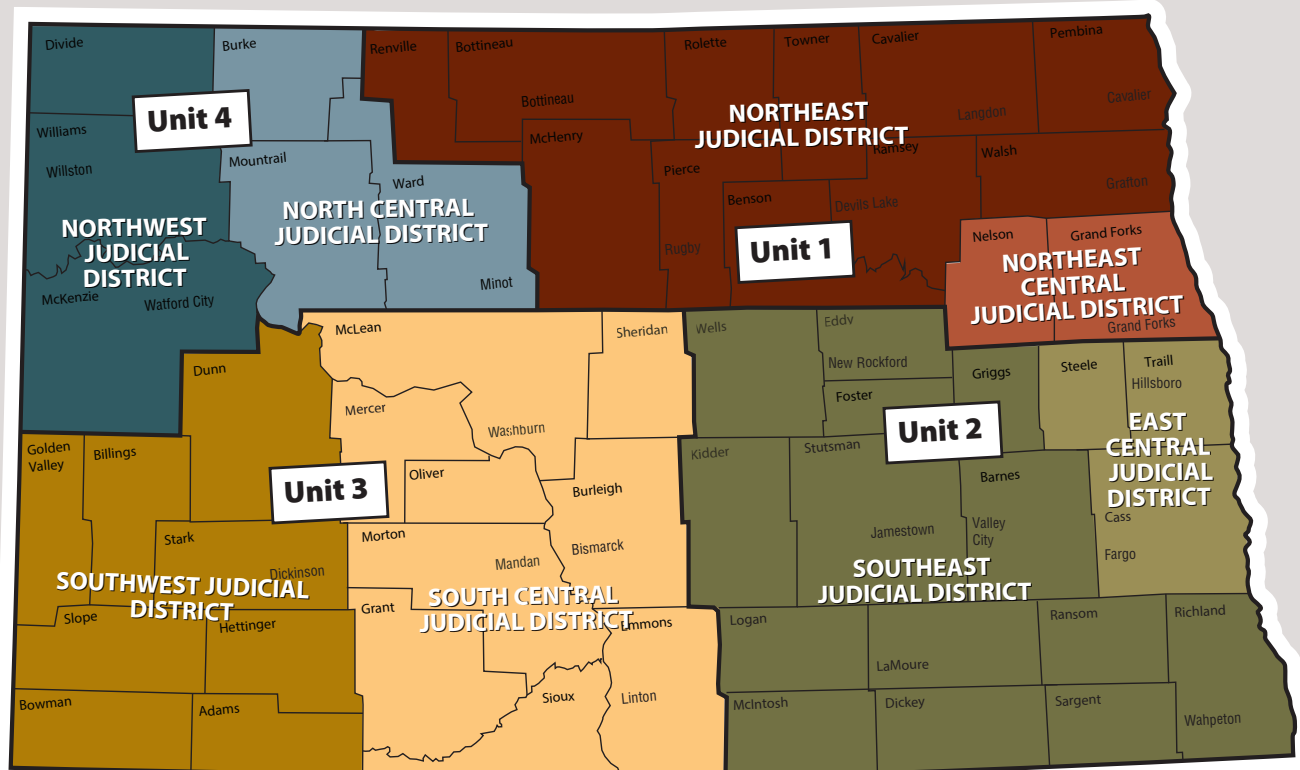 Divide
Burke
Renville
Bottineau
Rolette
Towner
Cavalier
Pembina
Bottineau
Langdon
Cavalier
Unit 4
NORTHEAST
JUDICIAL DISTRICT
Williams
Willston
Mountrail
Ward
McHenry
Pierce
Ramsey
Walsh
Benson
Devils Lake
Grafton
NORTHWEST
JUDICIAL
DISTRICT
NORTH CENTRAL
JUDICIAL DISTRICT
Rugby
Unit 1
Nelson
Grand Forks
NORTHEAST
CENTRAL
JUDICIAL DISTRICT
Grand Forks
McKenzie
Watford City
Minot
McLean
Sheridan
Wells
Eddv
New Rockford
Foster
Griggs
Steele
Traill
Hillsboro
Dunn
Mercer
Washburn
Unit 2
EAST
CENTRAL
JUDICIAL
DISTRICT
Golden
Valley
Billings
Unit 3
Oliver
Burleigh
Kidder
Stutsman
Barnes
Cass
Fargo
Stark
Dickinson
Morton
Mandan
Bismarck
Jamestown
Valley
City
SOUTHWEST JUDICIAL
DISTRICT
SOUTH CENTRAL
JUDICIAL DISTRICT
SOUTHEAST
JUDICIAL DISTRICT
Slope
Hettinger
Grant
Emmons
Logan
LaMoure
Ransom
Richland
Bowman
Adams
Sioux
Linton
McIntosh
Dickey
Sargent
Wahpeton